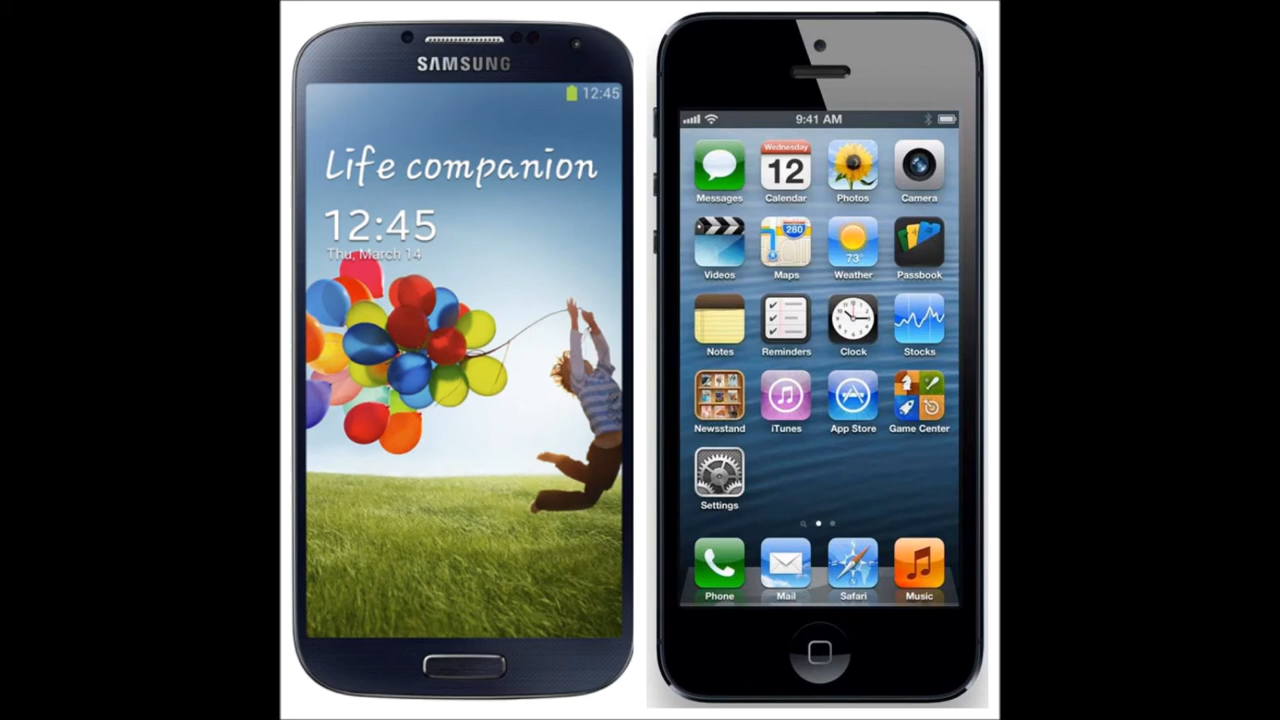 SAMSUNG
12:45
Life companion
12:45
Thu, March 14
9:41 AM
Wednesday
12
Messages Calendar Photos Camera
280
73°
Videos Maps Weather Passbook
Notes Reminders Clock Stocks
Newsstand iTunes App Store Game Center
Settings
Phone Mail Safari Music